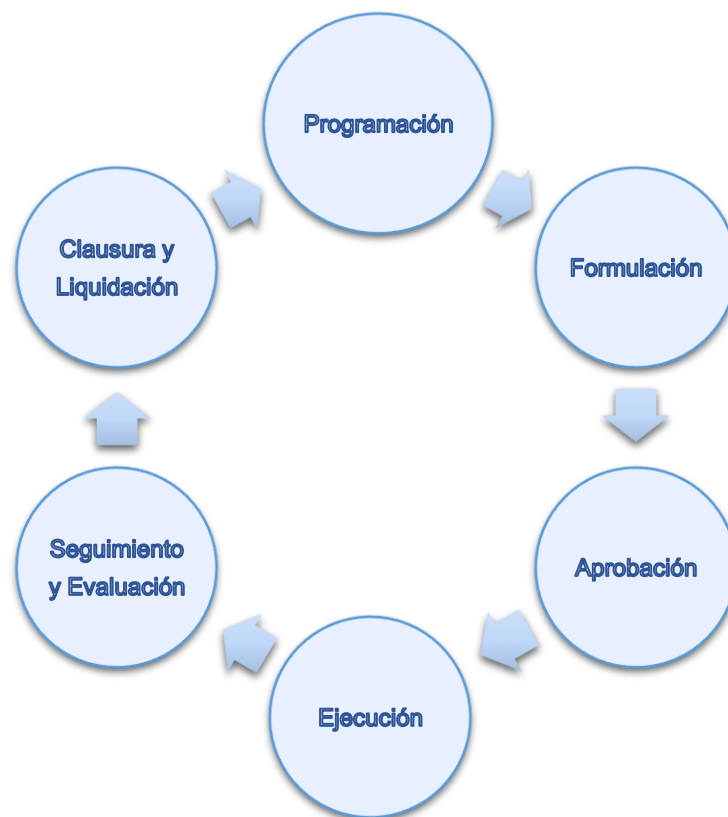 Programación
Formulación
Aprobación
Ejecución
Seguimiento
y Evaluación
Clausura y
Liquidación